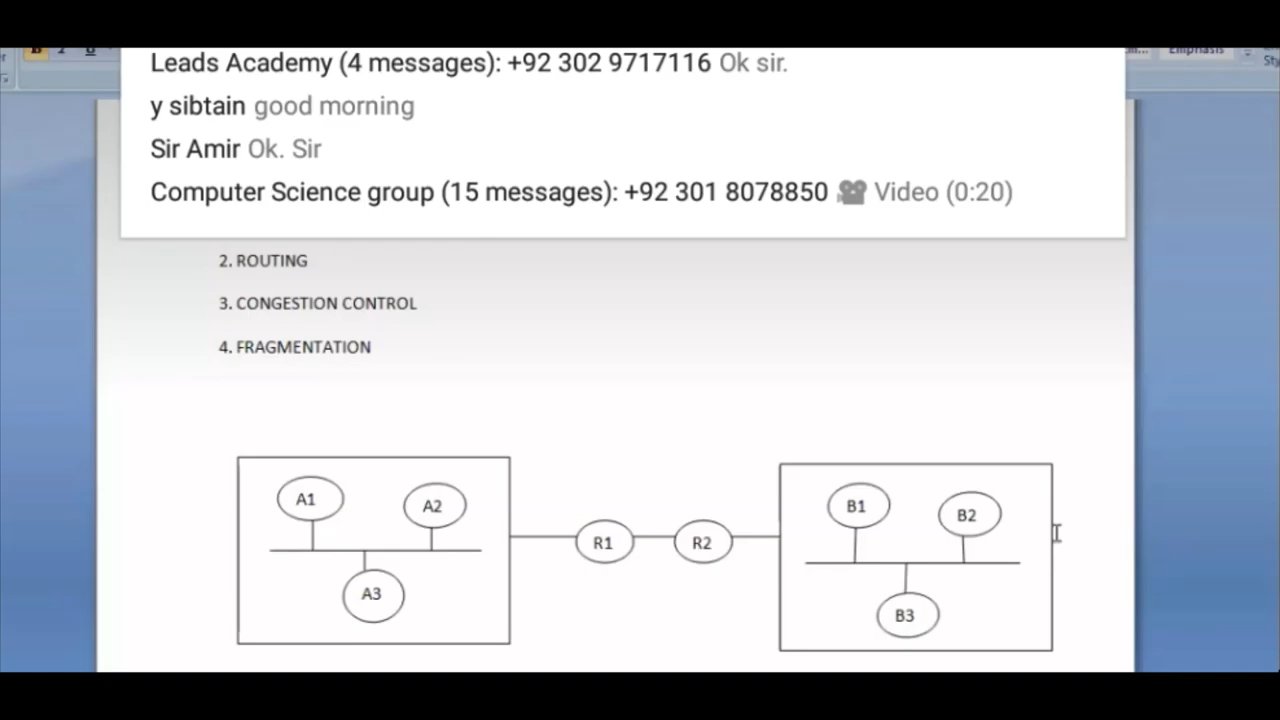 B I U
Emphasis
Leads Academy (4 messages): +92 302 9717116 Ok sir.
y sibtain good morning
Sir Amir Ok. Sir
Computer Science group (15 messages): +92 301 8078850 🎥 Video (0:20)
2. ROUTING
3. CONGESTION CONTROL
4. FRAGMENTATION
A1
A2
A3
R1
R2
B1
B2
B3